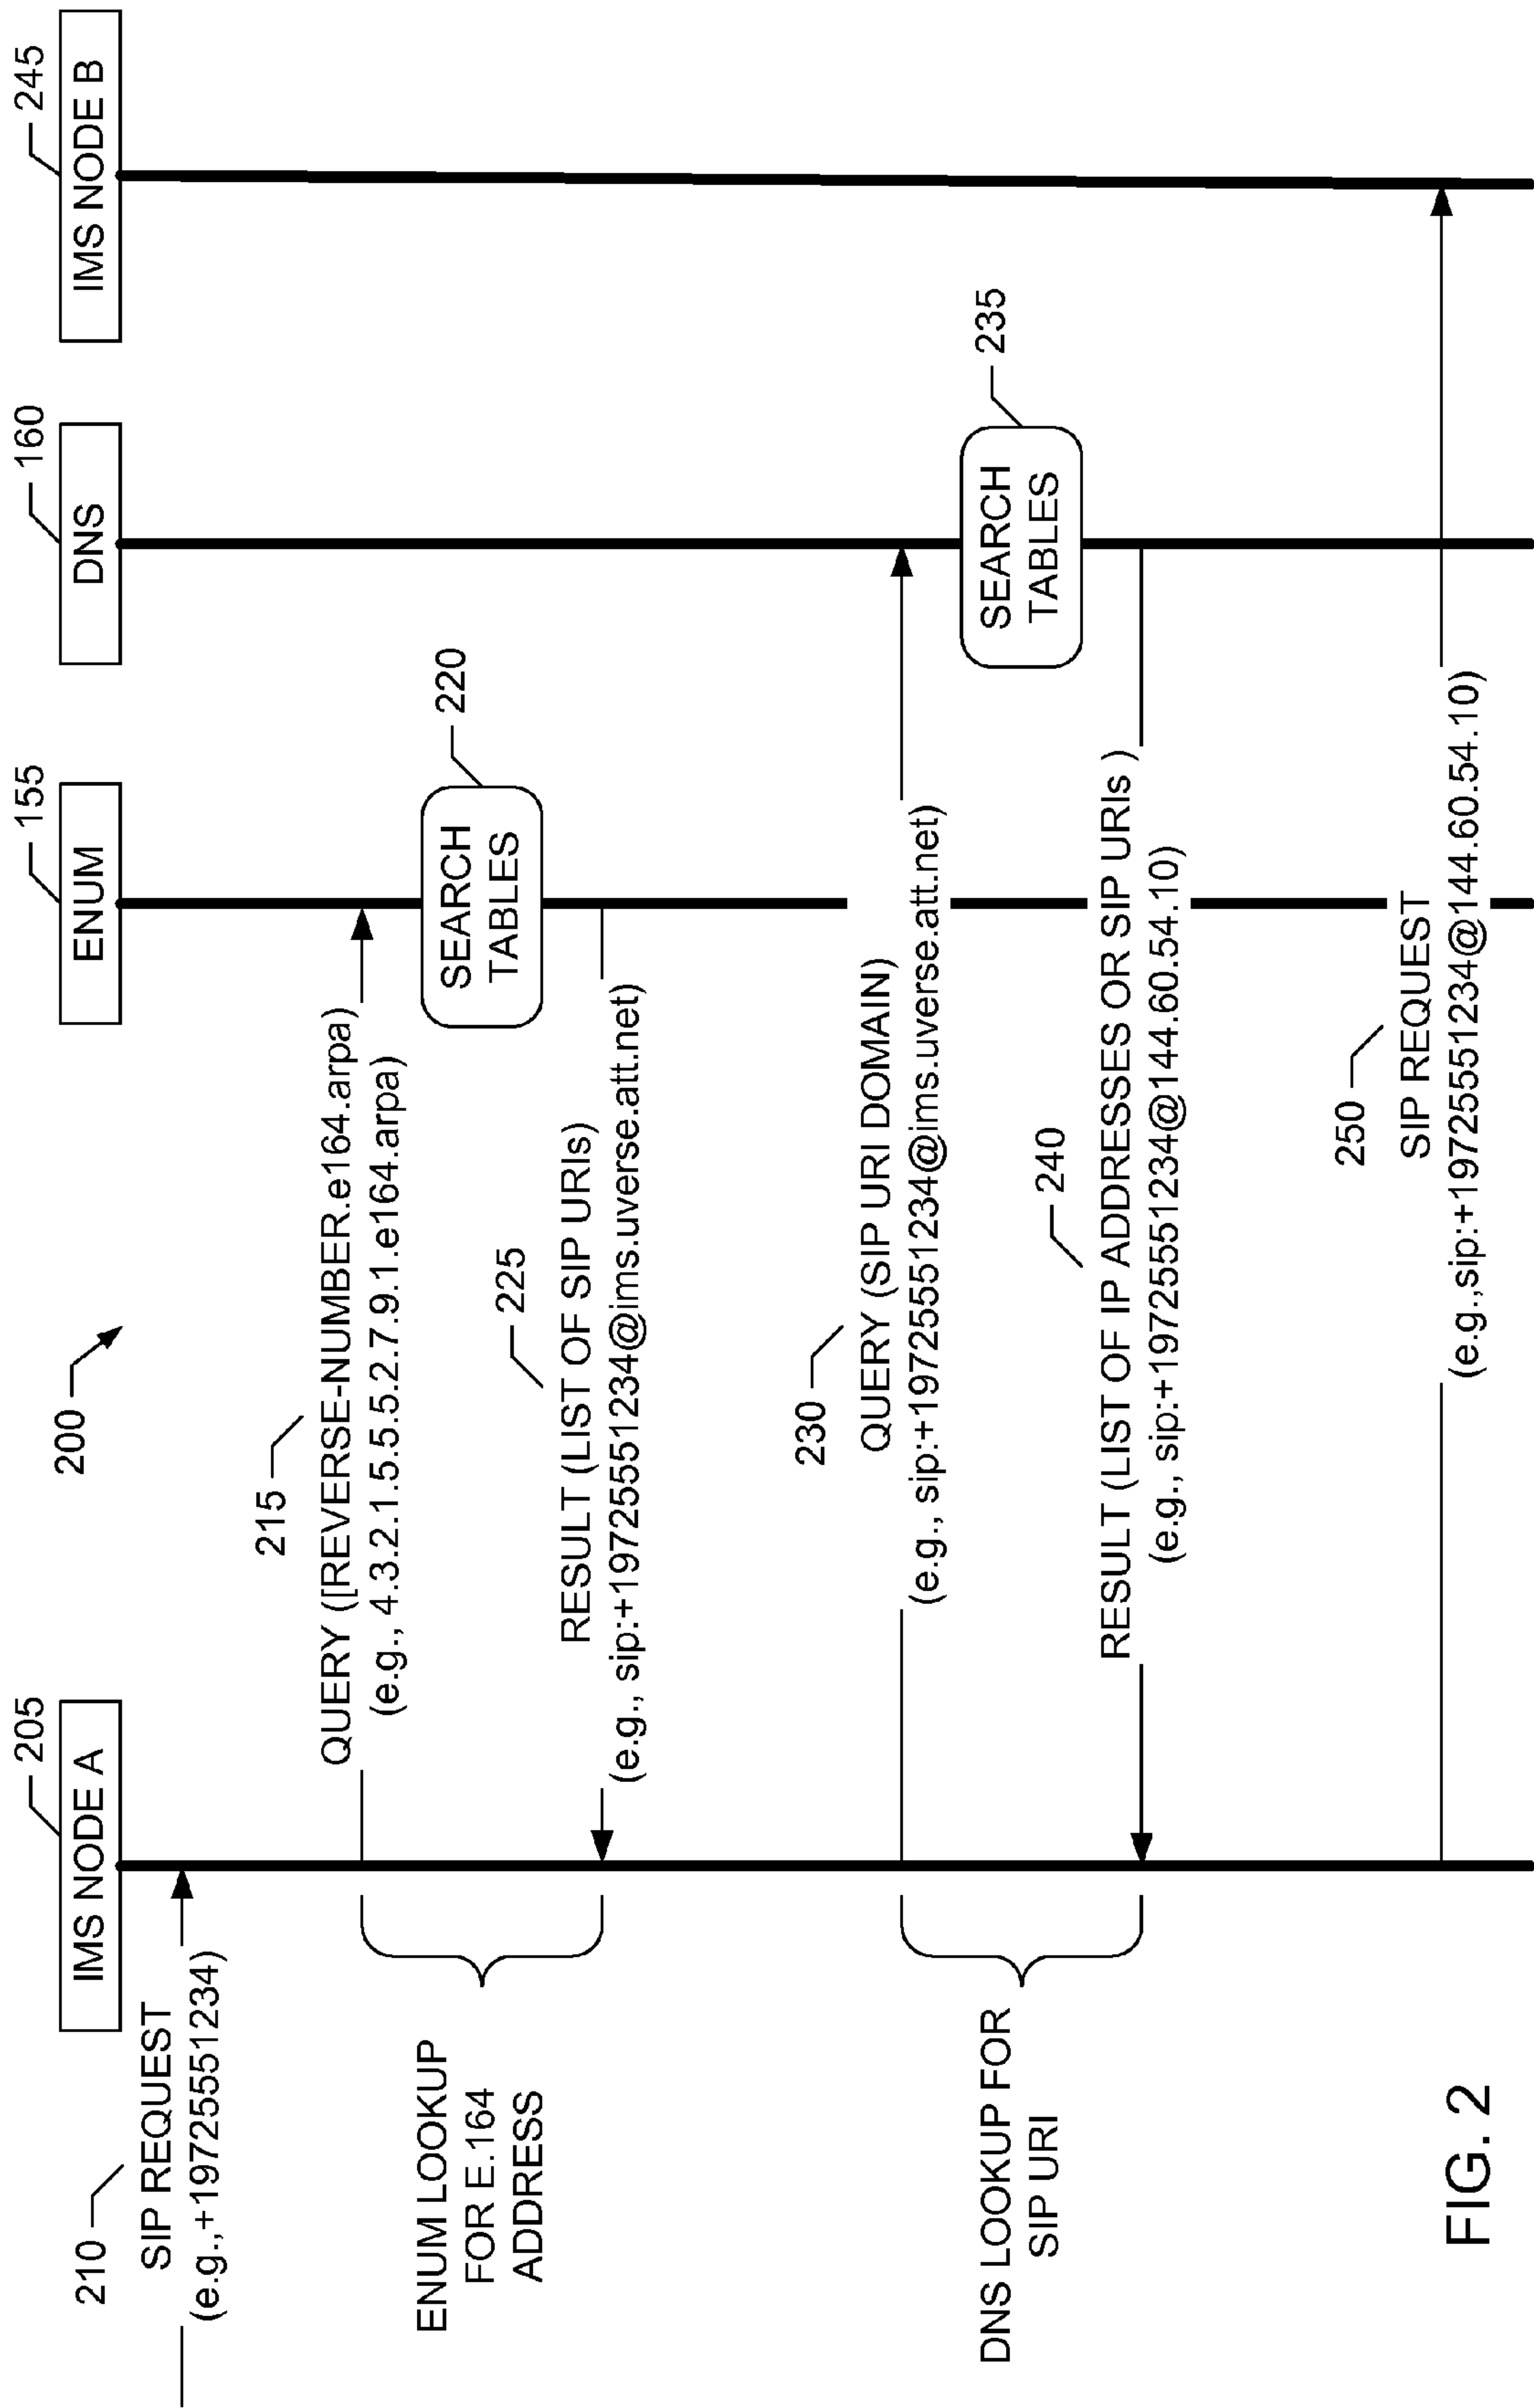 200
205
IMS NODE A
155
ENUM
160
DNS
245
IMS NODE B
210
SIP REQUEST
(e.g.,+19725551234)
215
QUERY ([REVERSE-NUMBER.e164.arpa)
(e.g., 4.3.2.1.5.5.5.2.7.9.1.e164.arpa)
ENUM LOOKUP
FOR E.164
ADDRESS
220
SEARCH
TABLES
225
RESULT (LIST OF SIP URIs)
(e.g., sip:+19725551234@ims.uverse.att.net)
230
QUERY (SIP URI DOMAIN)
(e.g., sip:+19725551234@ims.uverse.att.net)
DNS LOOKUP FOR
SIP URI
235
SEARCH
TABLES
240
RESULT (LIST OF IP ADDRESSES OR SIP URIs )
(e.g., sip:+19725551234@144.60.54.10)
250
SIP REQUEST
(e.g.,sip:+19725551234@144.60.54.10)
FIG. 2